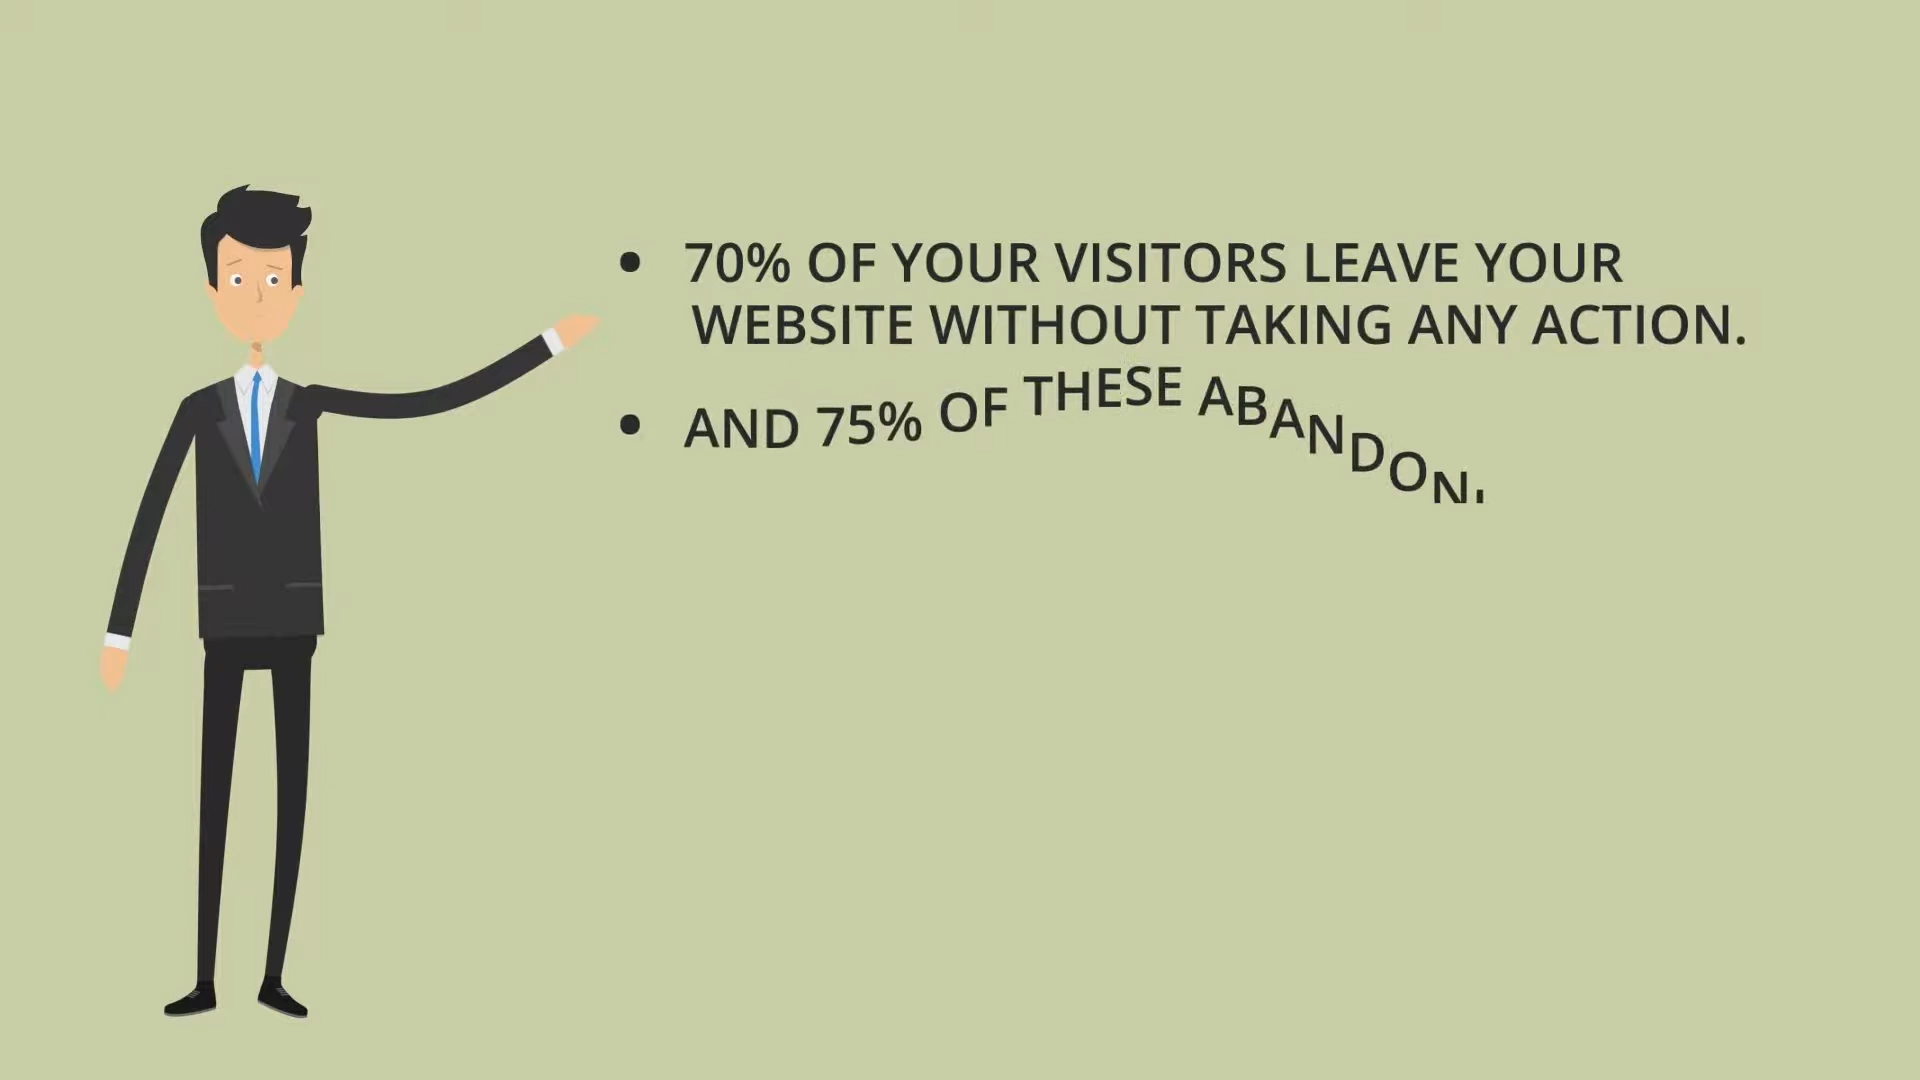 • 70% OF YOUR VISITORS LEAVE YOUR
WEBSITE WITHOUT TAKING ANY ACTION.
• AND 75% OF THESE ABANDON.